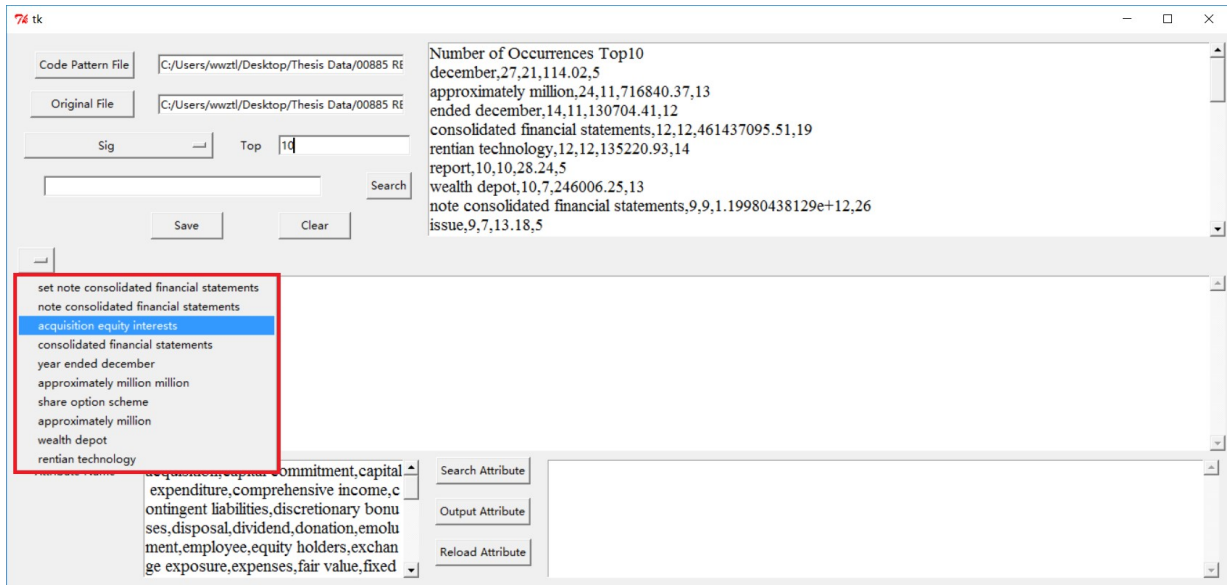 tk
Code Pattern File
C:/Users/wwztl/Desktop/Thesis Data/00885 RE
Original File
C:/Users/wwztl/Desktop/Thesis Data/00885 RE
Sig
Top
10
Search
Save
Clear
Number of Occurrences Top10
december,27,21,114.02,5
approximately million,24,11,716840.37,13
ended december,14,11,130704.41,12
consolidated financial statements,12,12,461437095.51,19
rentian technology,12,12,135220.93,14
report,10,10,28.24,5
wealth depot,10,7,246006.25,13
note consolidated financial statements,9,9,1.19980438129e+12,26
issue,9,7,13.18,5
set note consolidated financial statements
note consolidated financial statements
acquisition equity interests
consolidated financial statements
year ended december
approximately million million
share option scheme
approximately million
wealth depot
rentian technology
acquisition,capital commitment,capital
expenditure,comprehensive income,c
ontingent liabilities,discretionary bonu
ses,disposal,dividend,donation,emolu
ment,employee,equity holders,exchan
ge exposure,expenses,fair value,fixed
Search Attribute
Output Attribute
Reload Attribute